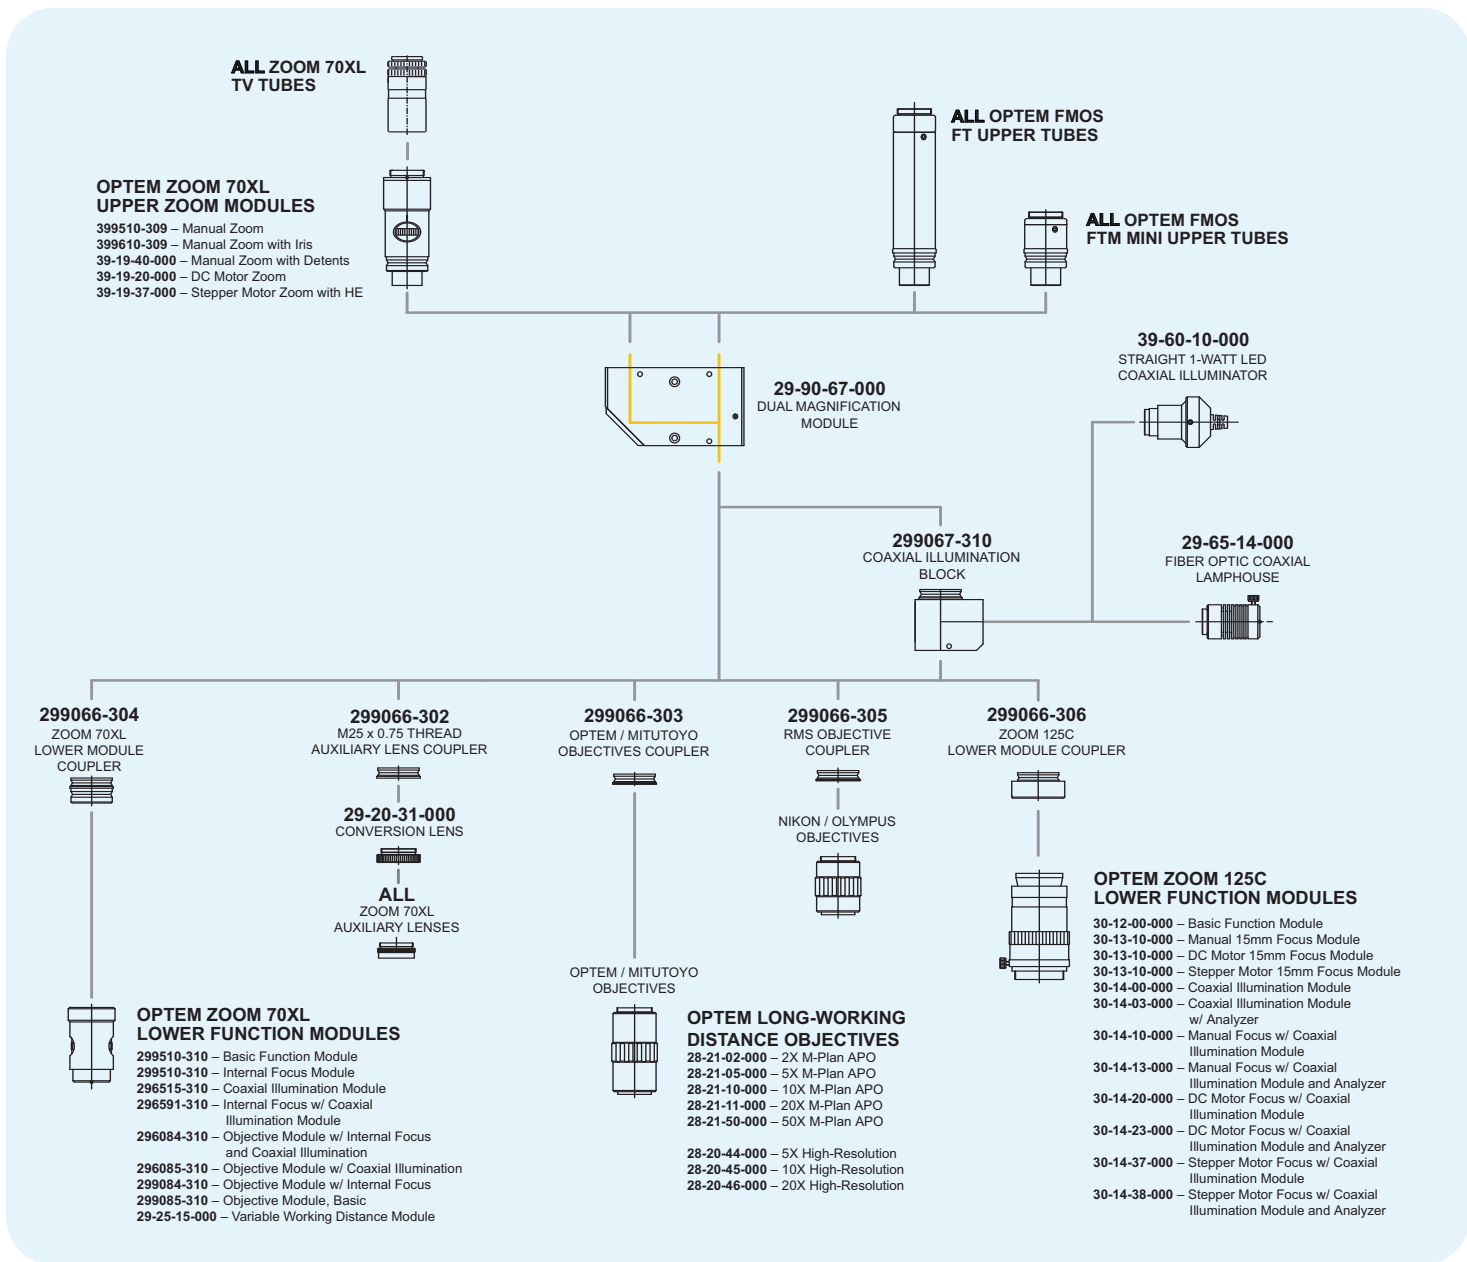 ALL ZOOM 70XL
TV TUBES
OPTEM ZOOM 70XL
UPPER ZOOM MODULES
399510-309 – Manual Zoom
399610-309 – Manual Zoom with Iris
39-19-40-000 – Manual Zoom with Detents
39-19-20-000 – DC Motor Zoom
39-19-37-000 – Stepper Motor Zoom with HE
ALL OPTEM FMOS
FT UPPER TUBES
ALL OPTEM FMOS
FTM MINI UPPER TUBES
29-90-67-000
DUAL MAGNIFICATION
MODULE
39-60-10-000
STRAIGHT 1-WATT LED
COAXIAL ILLUMINATOR
299067-310
COAXIAL ILLUMINATION
BLOCK
29-65-14-000
FIBER OPTIC COAXIAL
LAMPHOUSE
299066-304
ZOOM 70XL
LOWER MODULE
COUPLER
299066-302
M25 x 0.75 THREAD
AUXILIARY LENS COUPLER
29-20-31-000
CONVERSION LENS
ALL
ZOOM 70XL
AUXILIARY LENSES
299066-303
OPTEM / MITUTOYO
OBJECTIVES COUPLER
OPTEM / MITUTOYO
OBJECTIVES
299066-305
RMS OBJECTIVE
COUPLER
NIKON / OLYMPUS
OBJECTIVES
299066-306
ZOOM 125C
LOWER MODULE COUPLER
OPTEM ZOOM 70XL
LOWER FUNCTION MODULES
299510-310 – Basic Function Module
299510-310 – Internal Focus Module
296515-310 – Coaxial Illumination Module
296591-310 – Internal Focus w/ Coaxial
Illumination Module
296084-310 – Objective Module w/ Internal Focus
and Coaxial Illumination
296085-310 – Objective Module w/ Coaxial Illumination
299084-310 – Objective Module w/ Internal Focus
299085-310 – Objective Module, Basic
29-25-15-000 – Variable Working Distance Module
OPTEM LONG-WORKING
DISTANCE OBJECTIVES
28-21-02-000 – 2X M-Plan APO
28-21-05-000 – 5X M-Plan APO
28-21-10-000 – 10X M-Plan APO
28-21-11-000 – 20X M-Plan APO
28-21-50-000 – 50X M-Plan APO
28-20-44-000 – 5X High-Resolution
28-20-45-000 – 10X High-Resolution
28-20-46-000 – 20X High-Resolution
OPTEM ZOOM 125C
LOWER FUNCTION MODULES
30-12-00-000 – Basic Function Module
30-13-10-000 – Manual 15mm Focus Module
30-13-10-000 – DC Motor 15mm Focus Module
30-13-10-000 – Stepper Motor 15mm Focus Module
30-14-00-000 – Coaxial Illumination Module
30-14-03-000 – Coaxial Illumination Module
w/ Analyzer
30-14-10-000 – Manual Focus w/ Coaxial
Illumination Module
30-14-13-000 – Manual Focus w/ Coaxial
Illumination Module and Analyzer
30-14-20-000 – DC Motor Focus w/ Coaxial
Illumination Module
30-14-23-000 – DC Motor Focus w/ Coaxial
Illumination Module and Analyzer
30-14-37-000 – Stepper Motor Focus w/ Coaxial
Illumination Module
30-14-38-000 – Stepper Motor Focus w/ Coaxial
Illumination Module and Analyzer